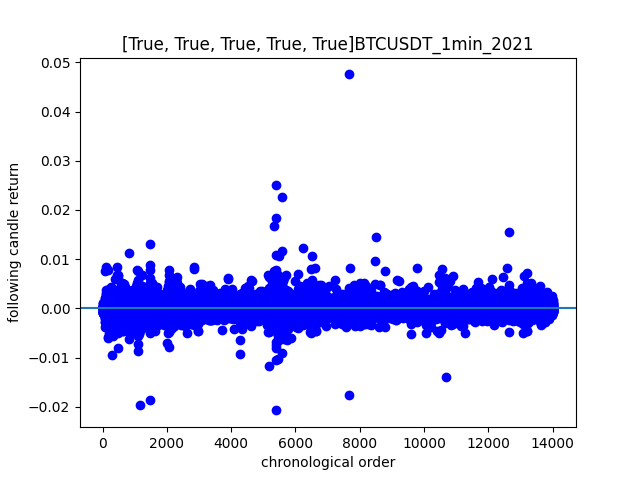 [True, True, True, True, True]BTCUSDT_1min_2021
0.05
0.04
0.03
0.02
0.01
0.00
−0.01
−0.02
following candle return
0 2000 4000 6000 8000 10000 12000 14000
chronological order